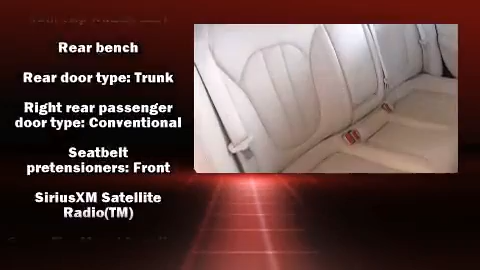 Rear bench
Rear door type: Trunk
Right rear passenger
door type: Conventional
Seatbelt
pretensioners: Front
SiriusXM Satellite
Radio(TM)